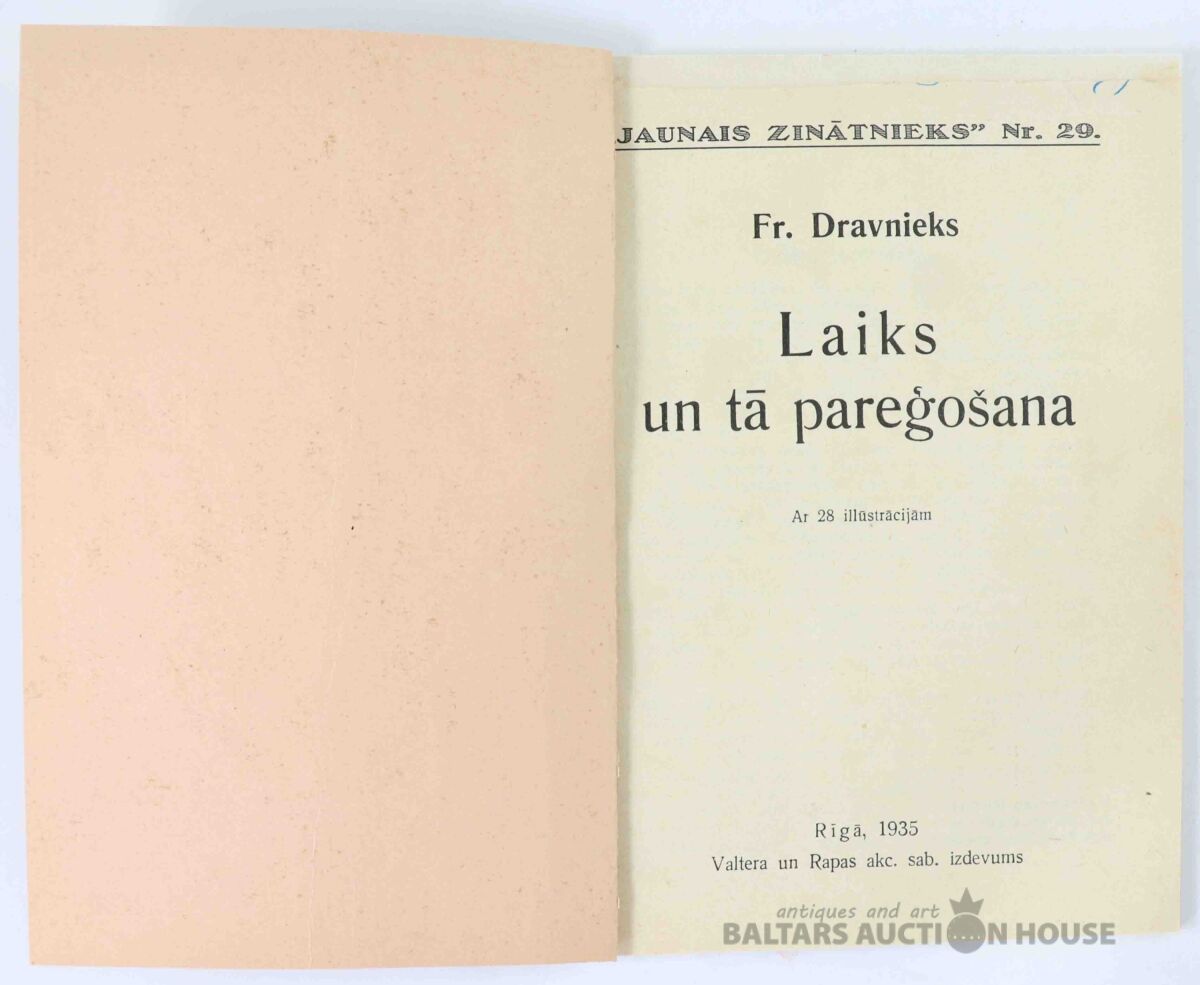 JAUNAIS ZINĀTNIEKS” Nr. 29.
Fr. Dravnieks
Laiks
un tā pareģošana
Ar 28 illūstrācijām
Rīgā, 1935
Valtera un Rapas akc. sab. izdevums
antiques and art
BALTARS AUCTION HOUSE